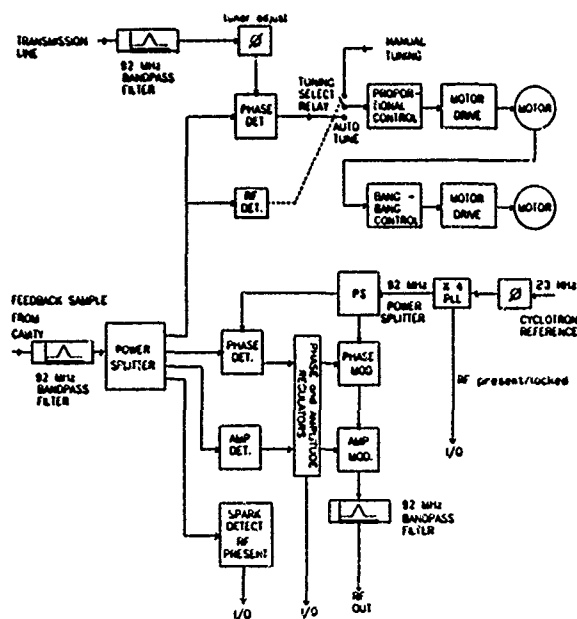 tuner adjust
TRANSMISSION
LINE
Ø
92 MHz
BANDPASS
FILTER
MANUAL
TUNING
TUNING
SELECT
RELAY
PHASE
DET
AUTO
TUNE
PROPOR-
TIONAL
CONTROL
MOTOR
DRIVE
MOTOR
RF
DET.
BANG -
BANG
CONTROL
MOTOR
DRIVE
MOTOR
FEEDBACK SAMPLE
FROM
CAVITY
92 MHz
BANDPASS
FILTER
POWER
SPLITTER
PHASE
DET.
PS
92 MHz
POWER
SPLITTER
X 4
PLL
Ø
23 MHz
CYCLOTRON
REFERENCE
PHASE and AMPLITUDE
REGULATORS
PHASE
MOD
RF present/locked
I/O
AMP
DET.
AMP
MOD.
92 MHz
BANDPASS
FILTER
SPARK
DETECT
RF
PRESENT
I/O
I/O
RF
OUT